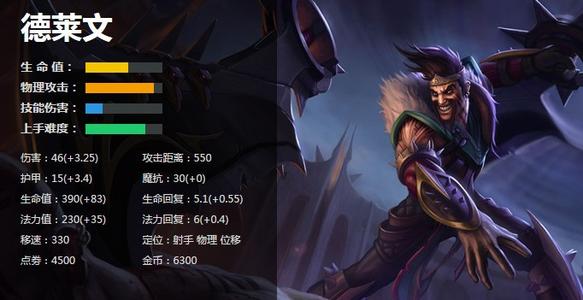 德莱文
生 命 值：
物理攻击：
技能伤害：
上手难度：
伤害：46(+3.25) 攻击距离：550
护甲：15(+3.4) 魔抗：30(+0)
生命值：390(+83) 生命回复：5.1(+0.55)
法力值：230(+35) 法力回复：6(+0.4)
移速：330 定位：射手 物理 位移
点劵：4500 金币：6300